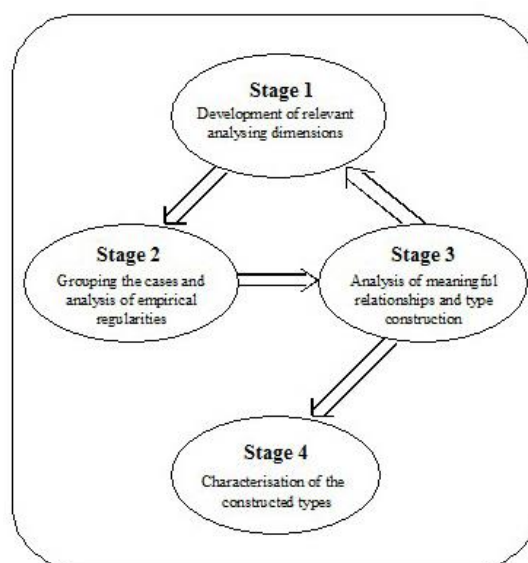 Stage 1
Development of relevant
analysing dimensions
Stage 2
Grouping the cases and
analysis of empirical
regularities
Stage 3
Analysis of meaningful
relationships and type
construction
Stage 4
Characterisation of the
constructed types